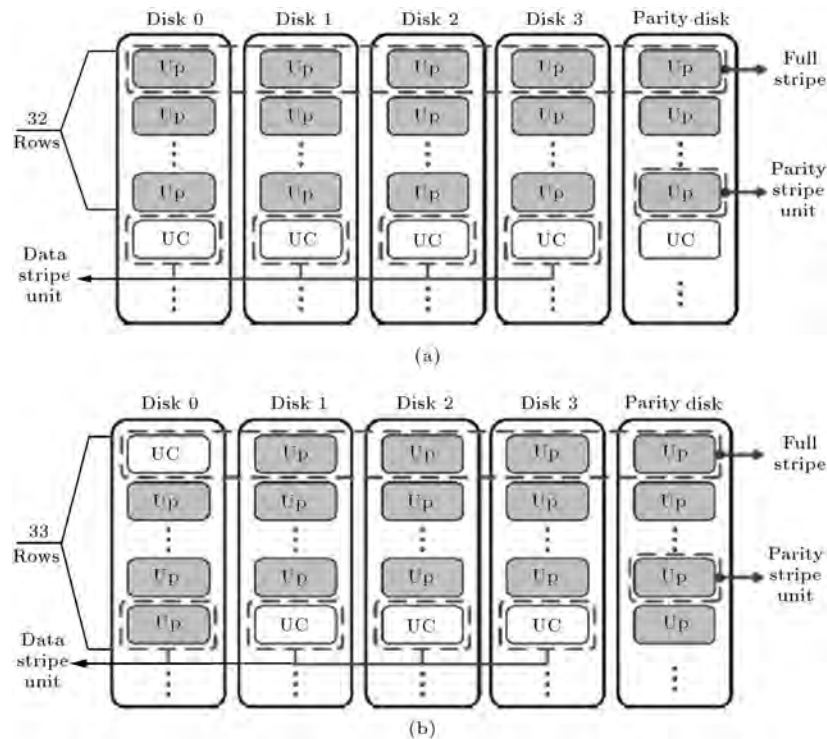 Disk 0 Disk 1 Disk 2 Disk 3 Parity disk
Up Up Up Up Up
Full stripe
Up Up Up Up Up
32 Rows
Up Up Up Up Up
Parity stripe unit
UC UC UC UC UC
Data stripe unit
(a)
Disk 0 Disk 1 Disk 2 Disk 3 Parity disk
UC Up Up Up Up
Full stripe
Up Up Up Up Up
33 Rows
Up Up Up Up Up
Parity stripe unit
Up UC UC UC Up
Data stripe unit
(b)